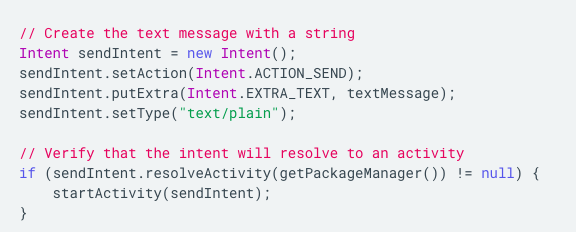 // Create the text message with a string
Intent sendIntent = new Intent();
sendIntent.setAction(Intent.ACTION_SEND);
sendIntent.putExtra(Intent.EXTRA_TEXT, textMessage);
sendIntent.setType("text/plain");

// Verify that the intent will resolve to an activity
if (sendIntent.resolveActivity(getPackageManager()) != null) {
    startActivity(sendIntent);
}